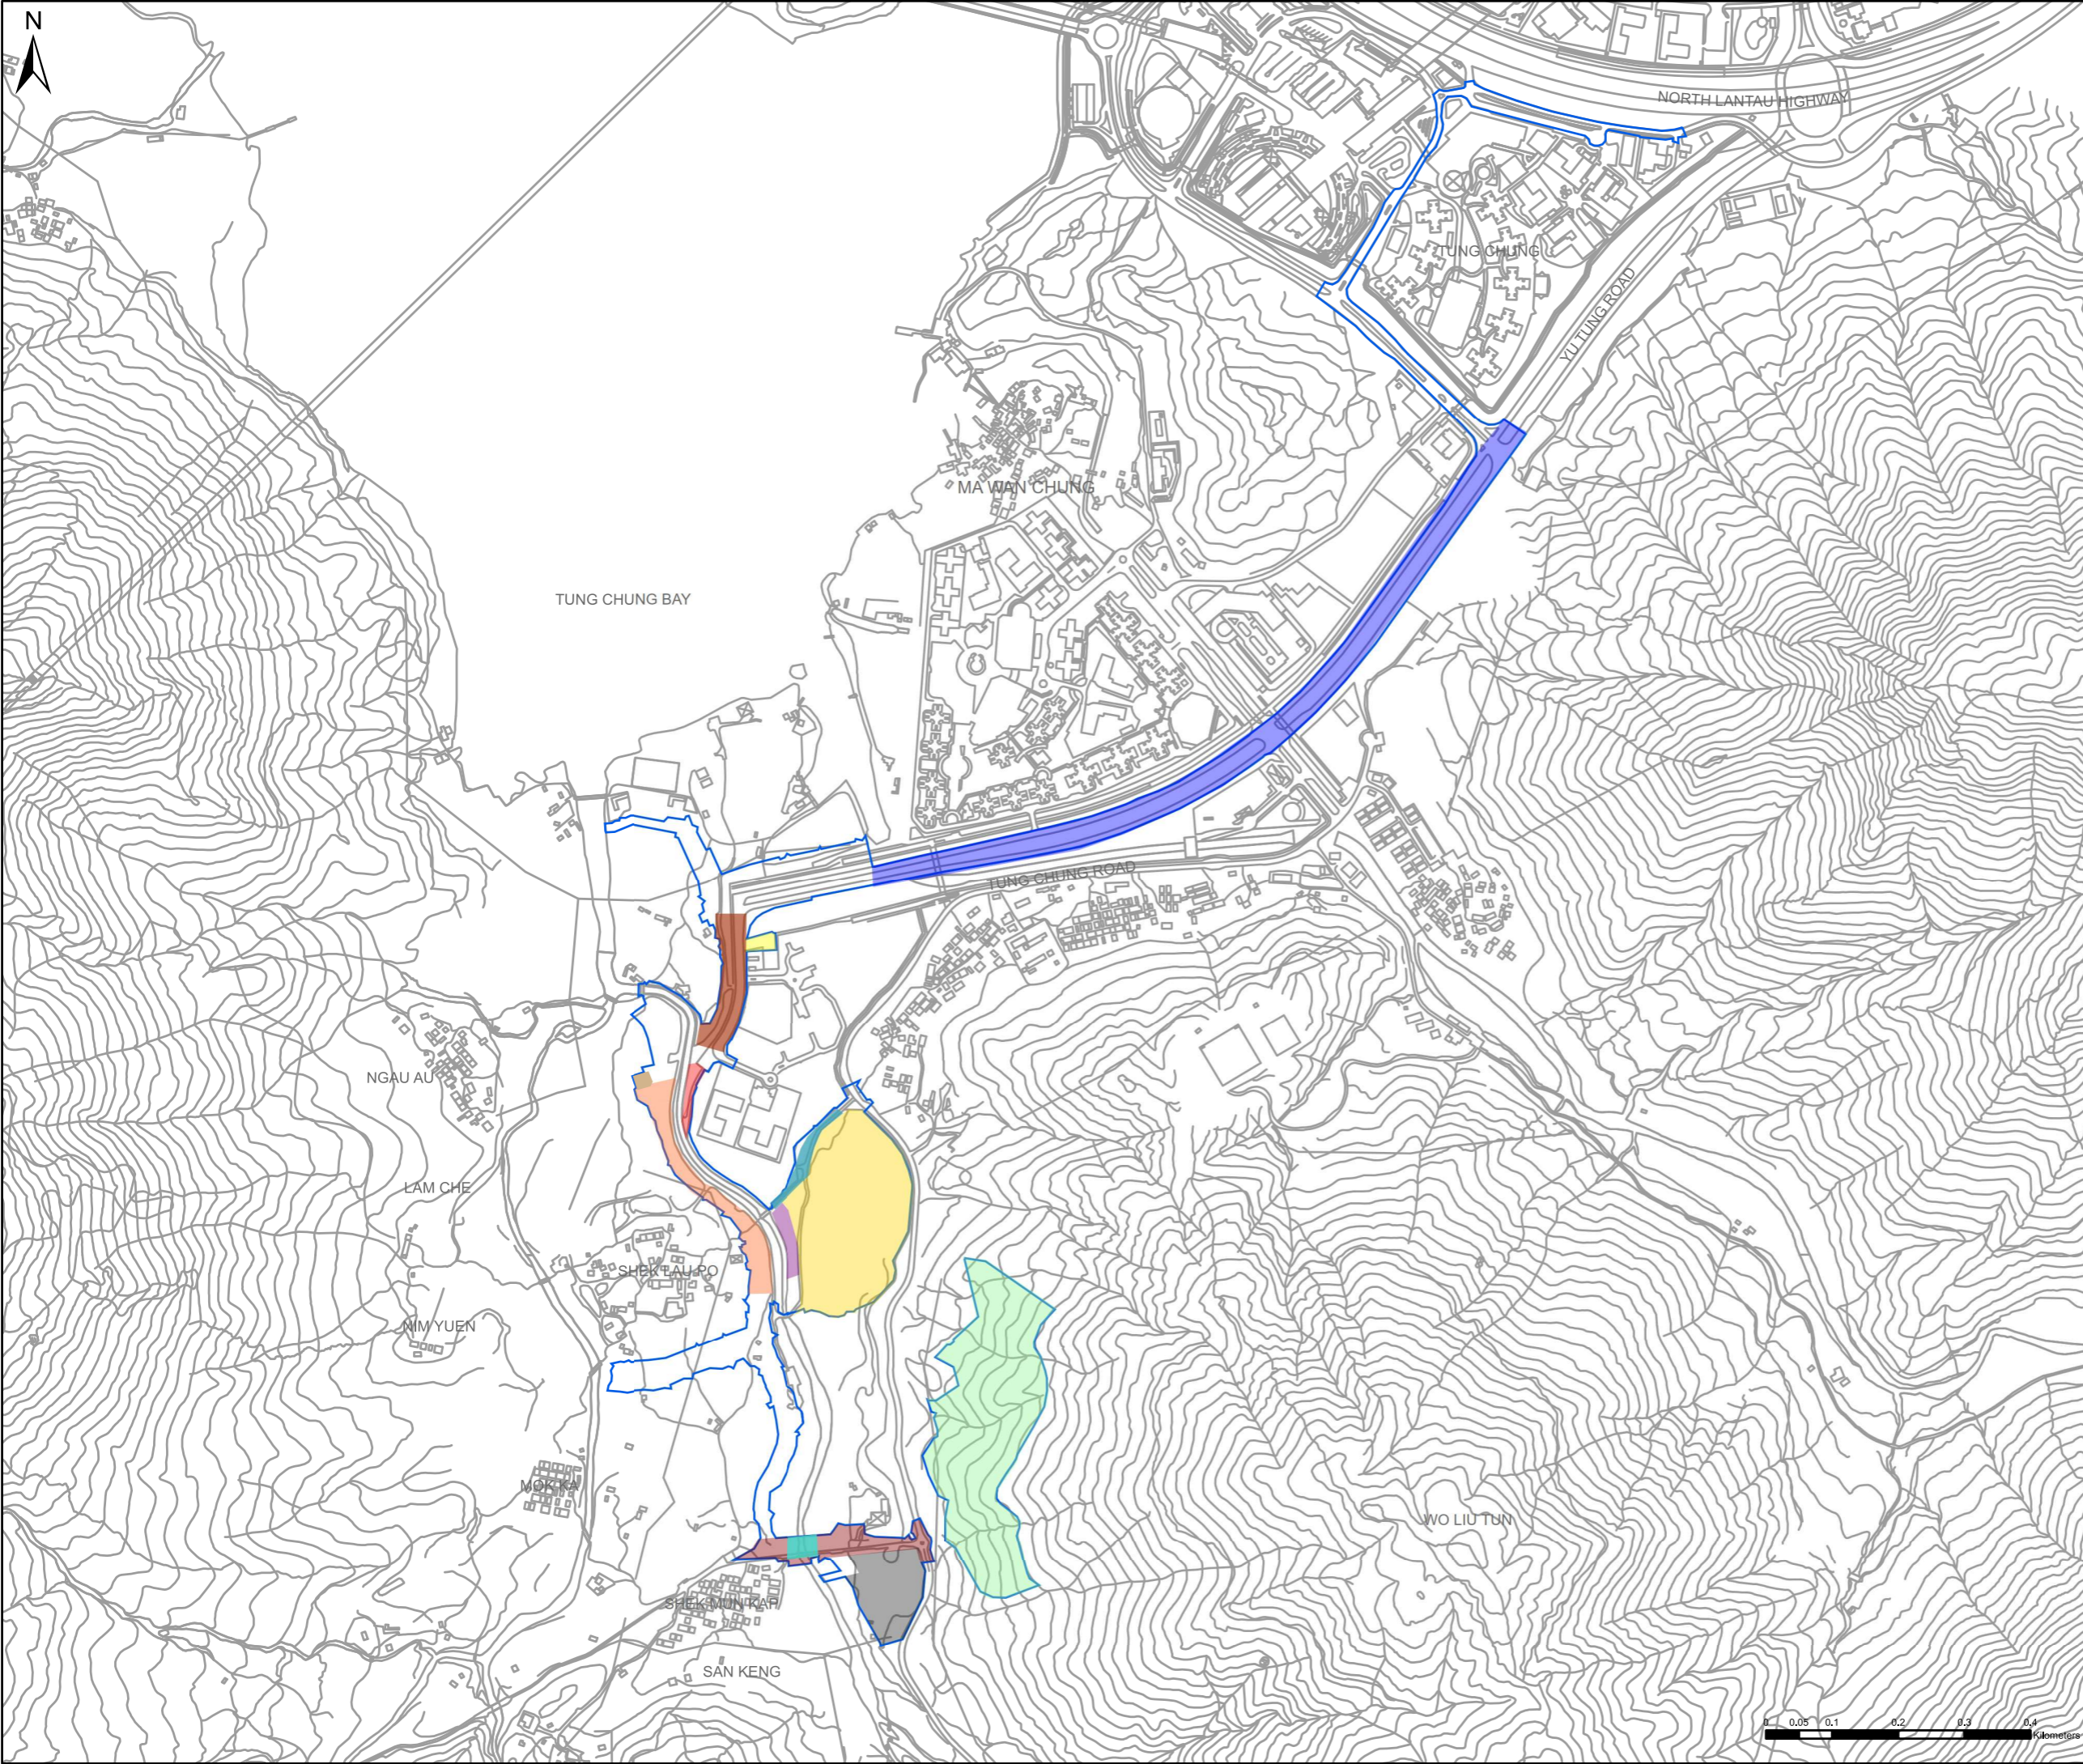 N
NORTH LANTAU HIGHWAY
TUNG CHUNG
YU TUNG ROAD
MA WAN CHUNG
TUNG CHUNG BAY
TUNG CHUNG ROAD
NGAU AU
LAM CHE
SHEK LAU PO
NIM YUEN
MOK KA
WO LIU TUN
SHEK MUN KAP
SAN KENG
0 0.05 0.1 0.2 0.3 0.4
Kilometers